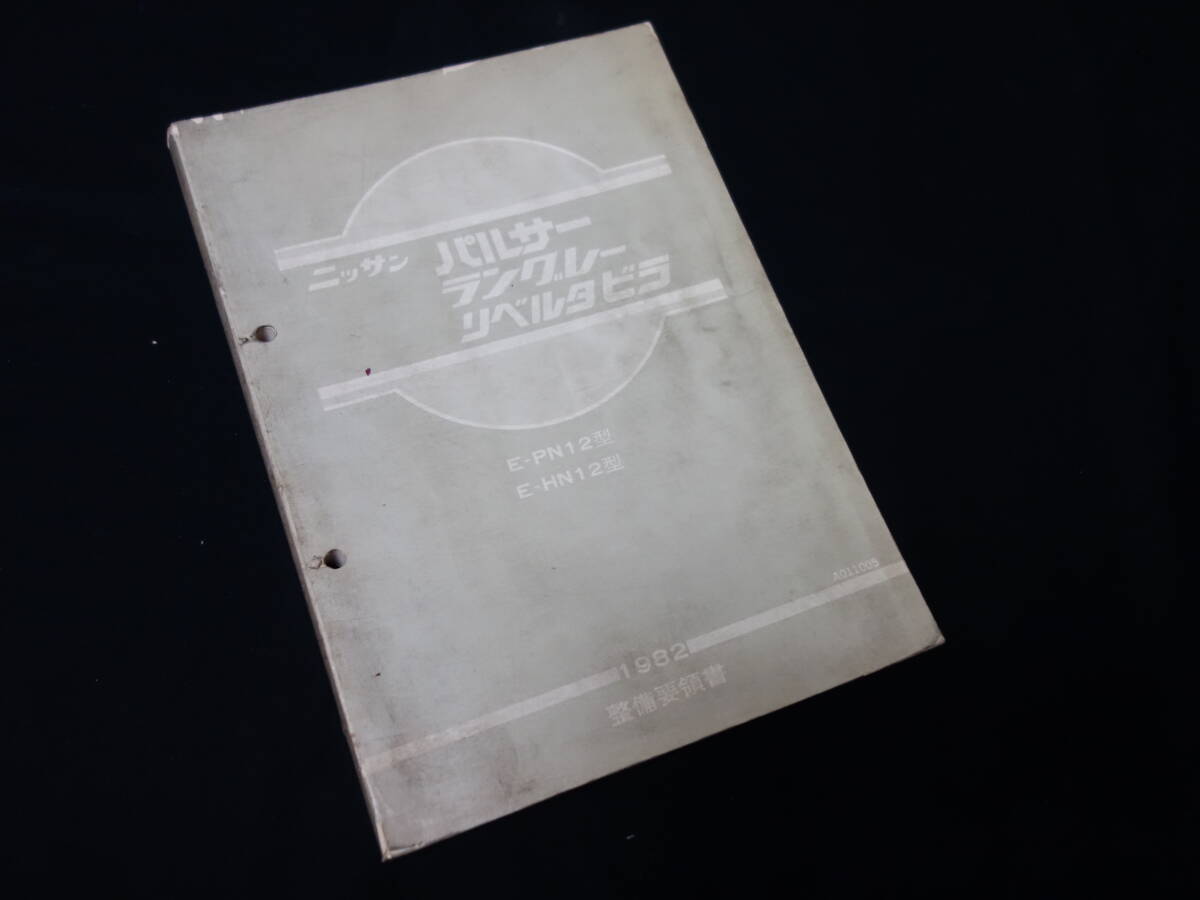 ニッサン パルサー
ラングレー
リベルタビラ
E-PN12型
E-HN12型
A011005
1982
整備要領書